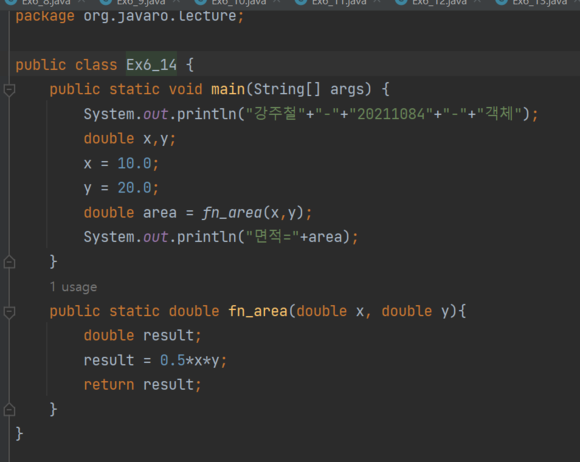 Ex6_8.java Ex6_9.java Ex6_10.java Ex6_11.java Ex6_12.java Ex6_13.java
package org.javaro.lecture;
public class Ex6_14 {
public static void main(String[] args) {
System.out.println("강주철"+"-"+"20211084"+"-"+"객체");
double x,y;
x = 10.0;
y = 20.0;
double area = fn_area(x,y);
System.out.println("면적="+area);
}
1 usage
public static double fn_area(double x, double y){
double result;
result = 0.5*x*y;
return result;
}
}